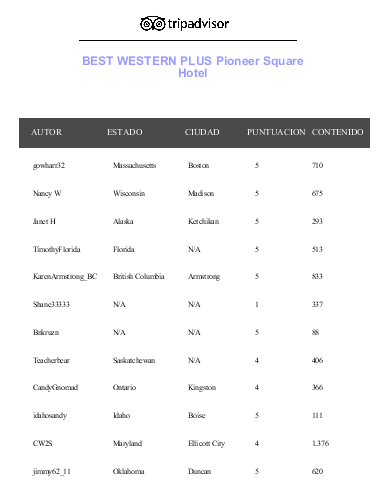 tripadvisor
BEST WESTERN PLUS Pioneer Square
Hotel
AUTOR ESTADO CIUDAD PUNTUACION CONTENIDO
gowharr32 Massachusetts Boston 5 710
Nancy W Wisconsin Madison 5 675
Janet H Alaska Ketchikan 5 293
TimothyFlorida Florida N/A 5 513
KarenArmstrong_BC British Columbia Armstrong 5 833
Shane33333 N/A N/A 1 337
Bnkruzn N/A N/A 5 88
Teacherbear Saskatchewan N/A 4 406
CandyGnomad Ontario Kingston 4 366
idahosandy Idaho Boise 5 111
CW2S Maryland Ellicott City 4 1.376
jimmy62_11 Oklahoma Duncan 5 620